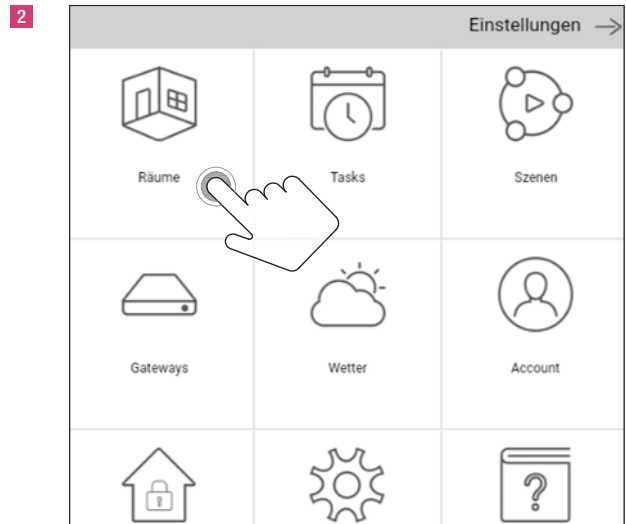 2
Einstellungen →
Räume
Tasks
Szenen
Gateways
Wetter
Account
?